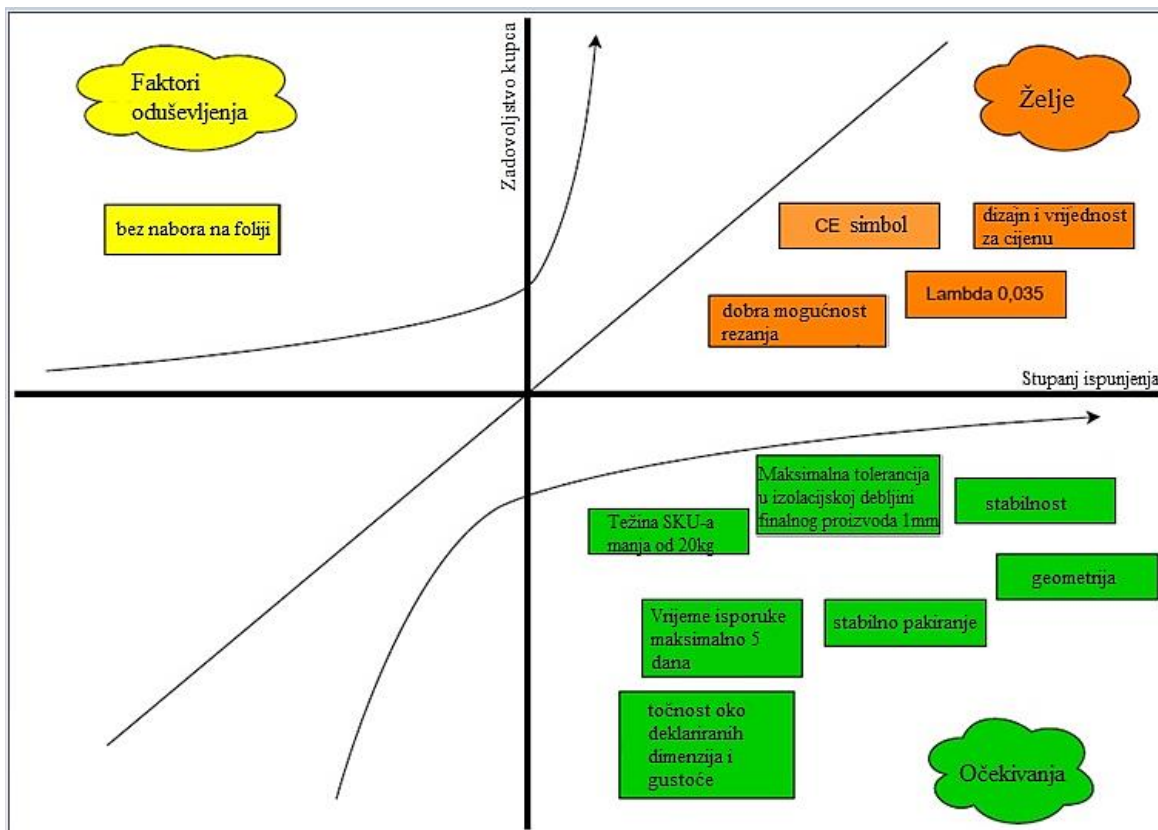 Faktori
oduševljenja
Zadovoljstvo kupca
Želje
bez nabora na foliji
CE simbol
dizajn i vrijednost
za cijenu
Lambda 0,035
dobra mogućnost
rezanja
Stupanj ispunjenja
Maksimalna tolerancija
u izolacijskoj debljini
finalnog proizvoda 1mm
stabilnost
Težina SKU-a
manja od 20kg
geometrija
Vrijeme isporuke
maksimalno 5
dana
stabilno pakiranje
točnost oko
deklariranih
dimenzija i
gustoće
Očekivanja